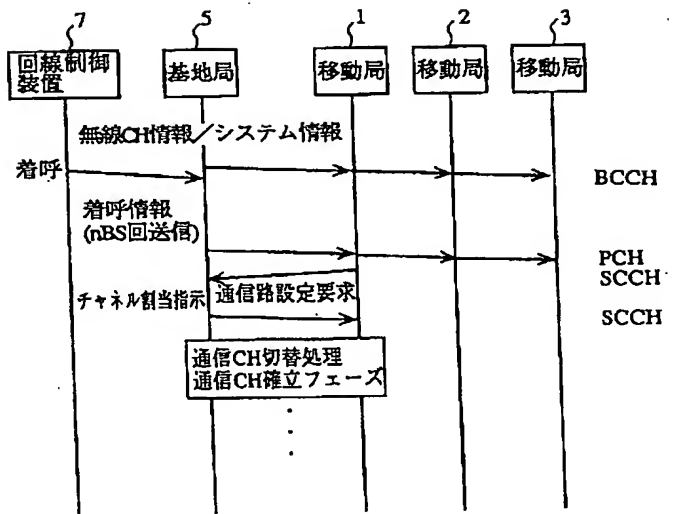 7
5
1
2
3
回線制御
装置
基地局
移動局
移動局
移動局
無線CH情報／システム情報
着呼
BCCH
着呼情報
(nBS回送信)
PCH
SCCH
チャネル割当指示
通信路設定要求
SCCH
通信CH切替処理
通信CH確立フェーズ